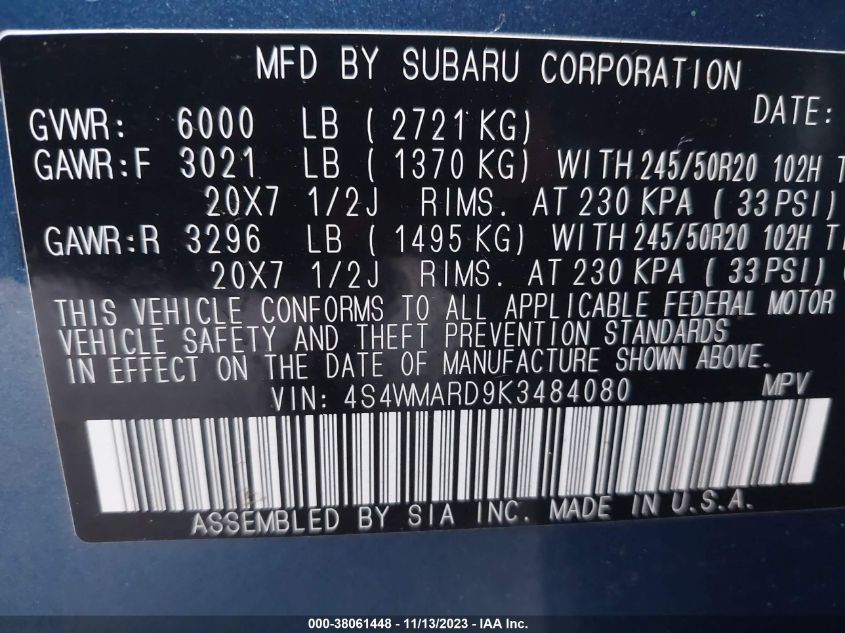 MFD BY SUBARU CORPORATION
DATE:
GVWR: 6000 LB ( 2721 KG)
GAWR:F 3021 LB ( 1370 KG) WITH 245/50R20 102H
20X7 1/2J RIMS. AT 230 KPA ( 33 PSI)
GAWR:R 3296 LB ( 1495 KG) WITH 245/50R20 102H
20X7 1/2J RIMS. AT 230 KPA ( 33 PSI)
THIS VEHICLE CONFORMS TO ALL APPLICABLE FEDERAL MOTOR
VEHICLE SAFETY AND THEFT PREVENTION STANDARDS
IN EFFECT ON THE DATE OF MANUFACTURE SHOWN ABOVE.
VIN: 4S4WMARD9K3484080 MPV
ASSEMBLED BY SIA INC. MADE IN U.S.A.
000-38061448 - 11/13/2023 - IAA Inc.